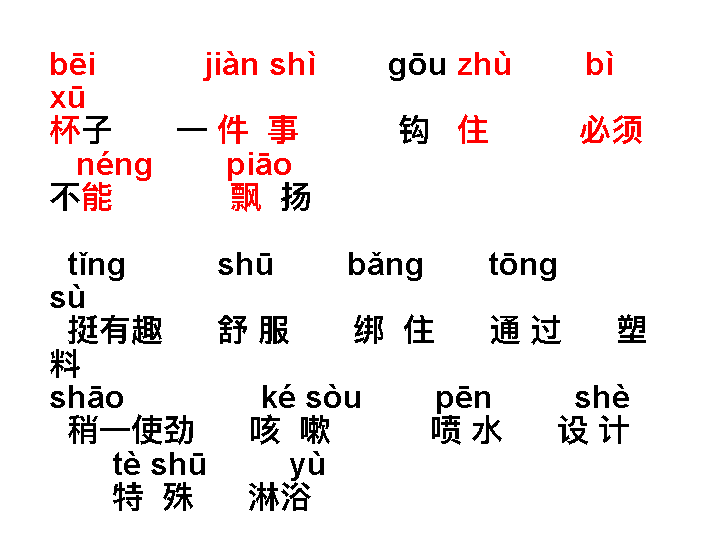 bēi jiàn shì gōu zhù bì
xū
杯子 一 件 事 钩 住 必须
néng piāo
不能 飘 扬
tǐng shū bǎng tōng
sù
挺有趣 舒 服 绑 住 通 过 塑
料
shāo ké sòu pēn shè
稍一使劲 咳 嗽 喷 水 设 计
tè shū yù
特 殊 淋浴